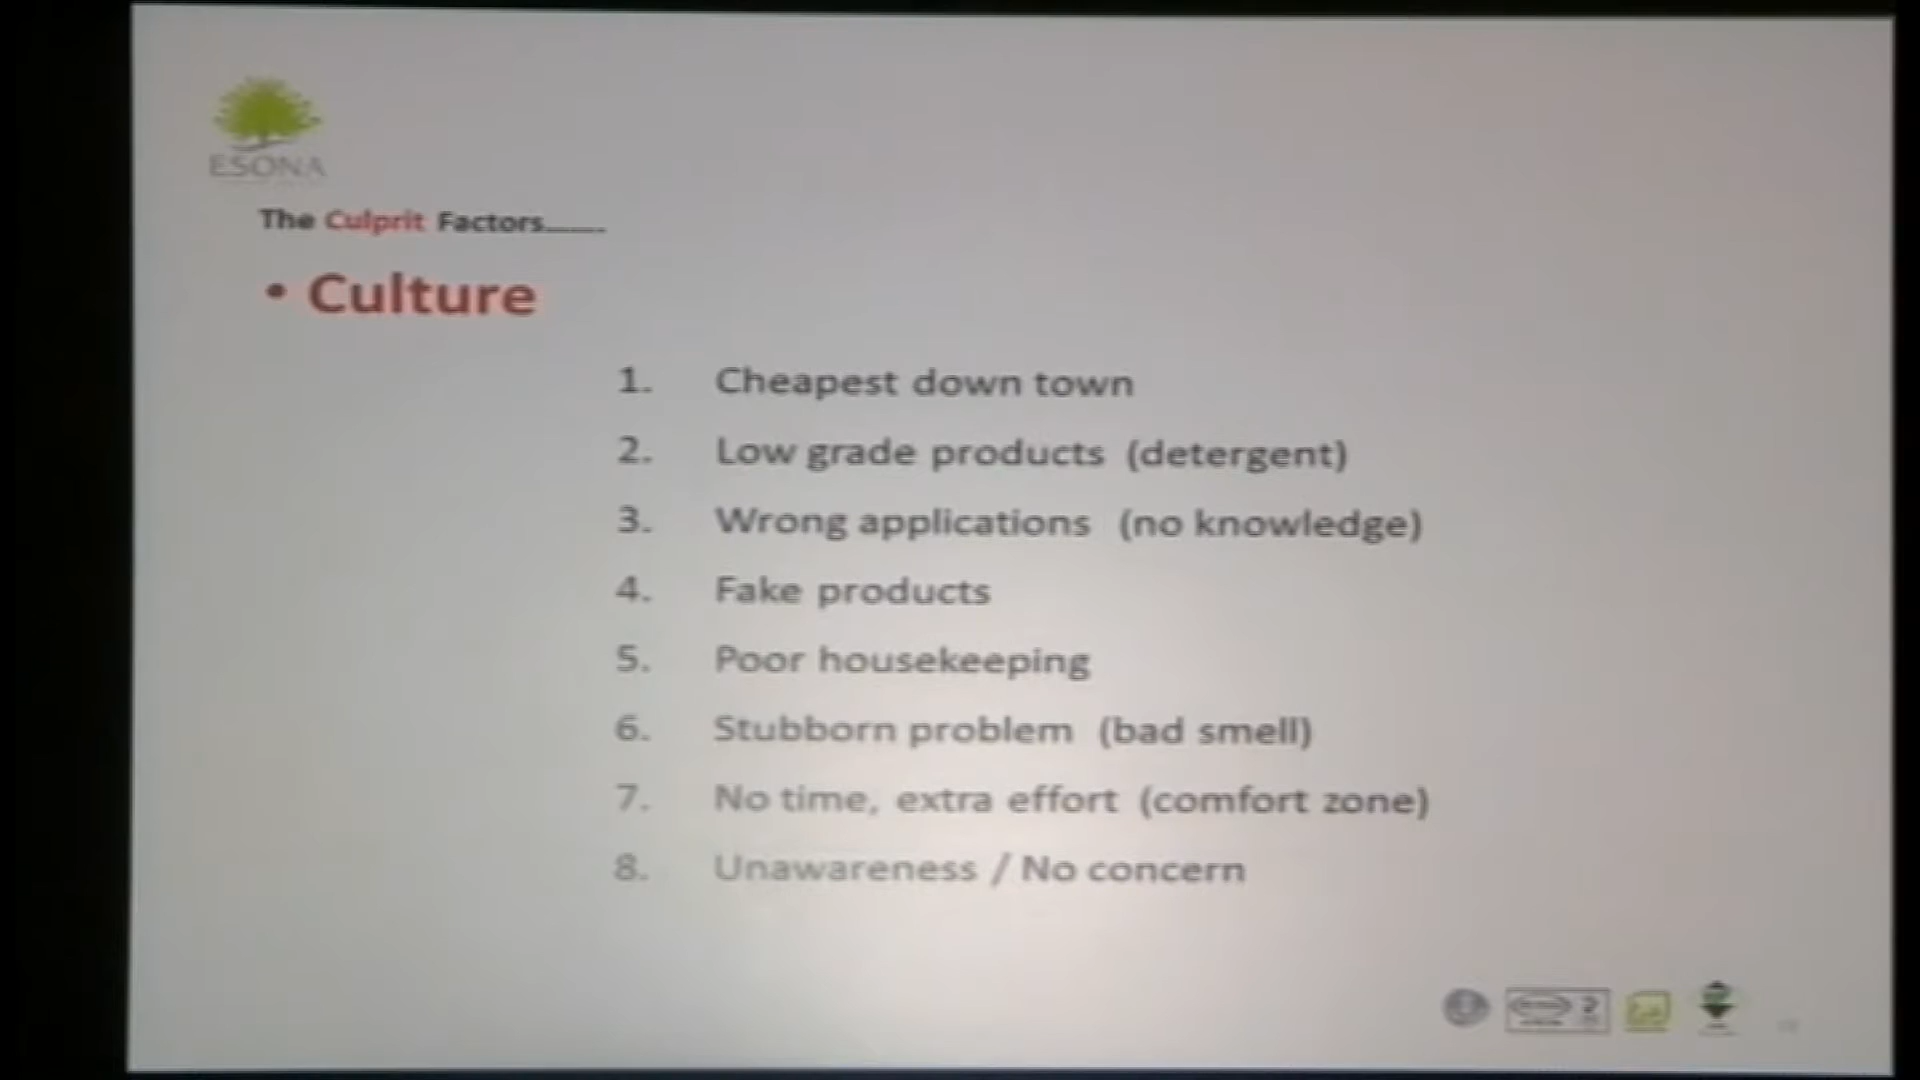 ESONA
The Culprit Factors.......
• Culture
1. Cheapest down town
2. Low grade products (detergent)
3. Wrong applications (no knowledge)
4. Fake products
5. Poor housekeeping
6. Stubborn problem (bad smell)
7. No time, extra effort (comfort zone)
8. Unawareness / No concern